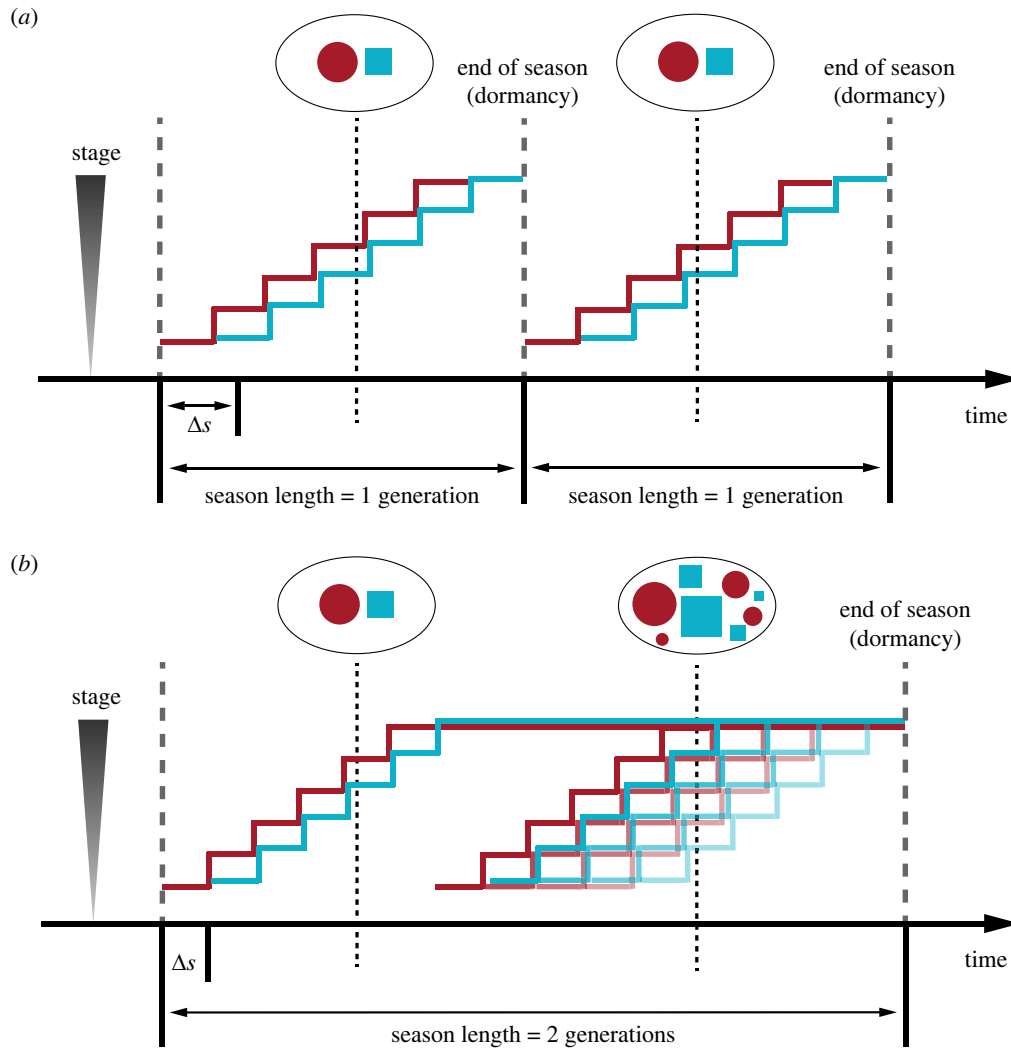 (a)
end of season
(dormancy)
end of season
(dormancy)
stage
time
Δs
season length = 1 generation
season length = 1 generation
(b)
end of season
(dormancy)
stage
time
Δs
season length = 2 generations